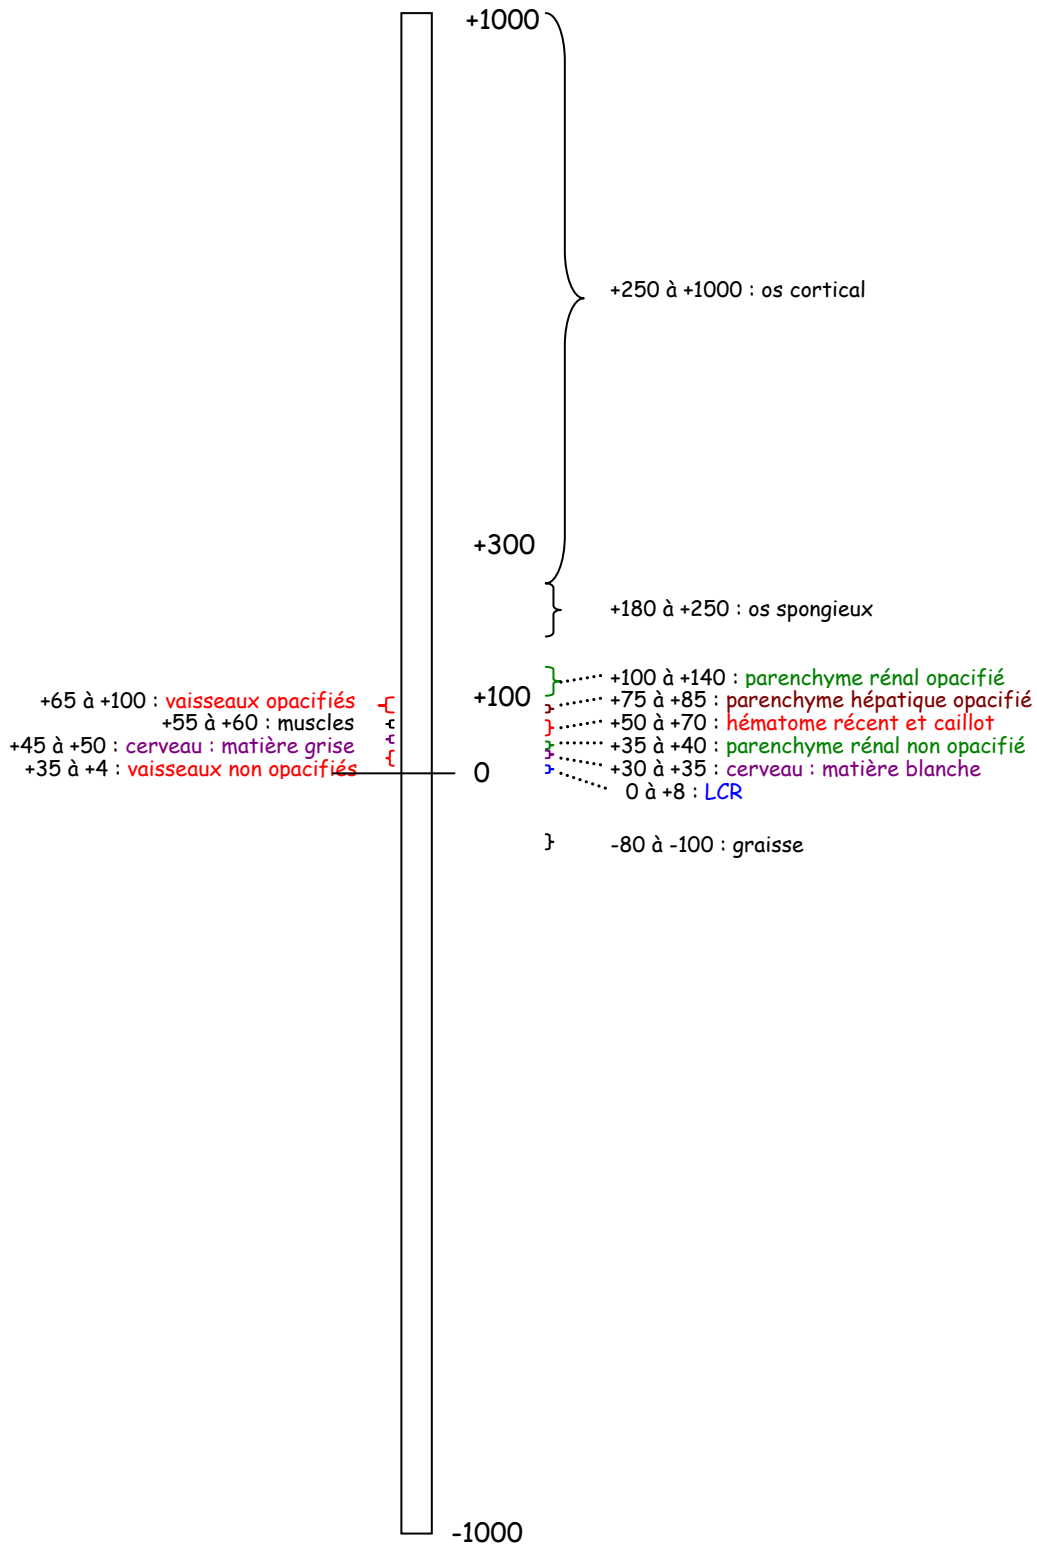 +1000
+250 à +1000 : os cortical
+300
+180 à +250 : os spongieux
+100 à +140 : parenchyme rénal opacifié
+65 à +100 : vaisseaux opacifiés
+100
+75 à +85 : parenchyme hépatique opacifié
+55 à +60 : muscles
+50 à +70 : hématome récent et caillot
+45 à +50 : cerveau : matière grise
+35 à +40 : parenchyme rénal non opacifié
+35 à +4 : vaisseaux non opacifiés
0
+30 à +35 : cerveau : matière blanche
0 à +8 : LCR
-80 à -100 : graisse
-1000